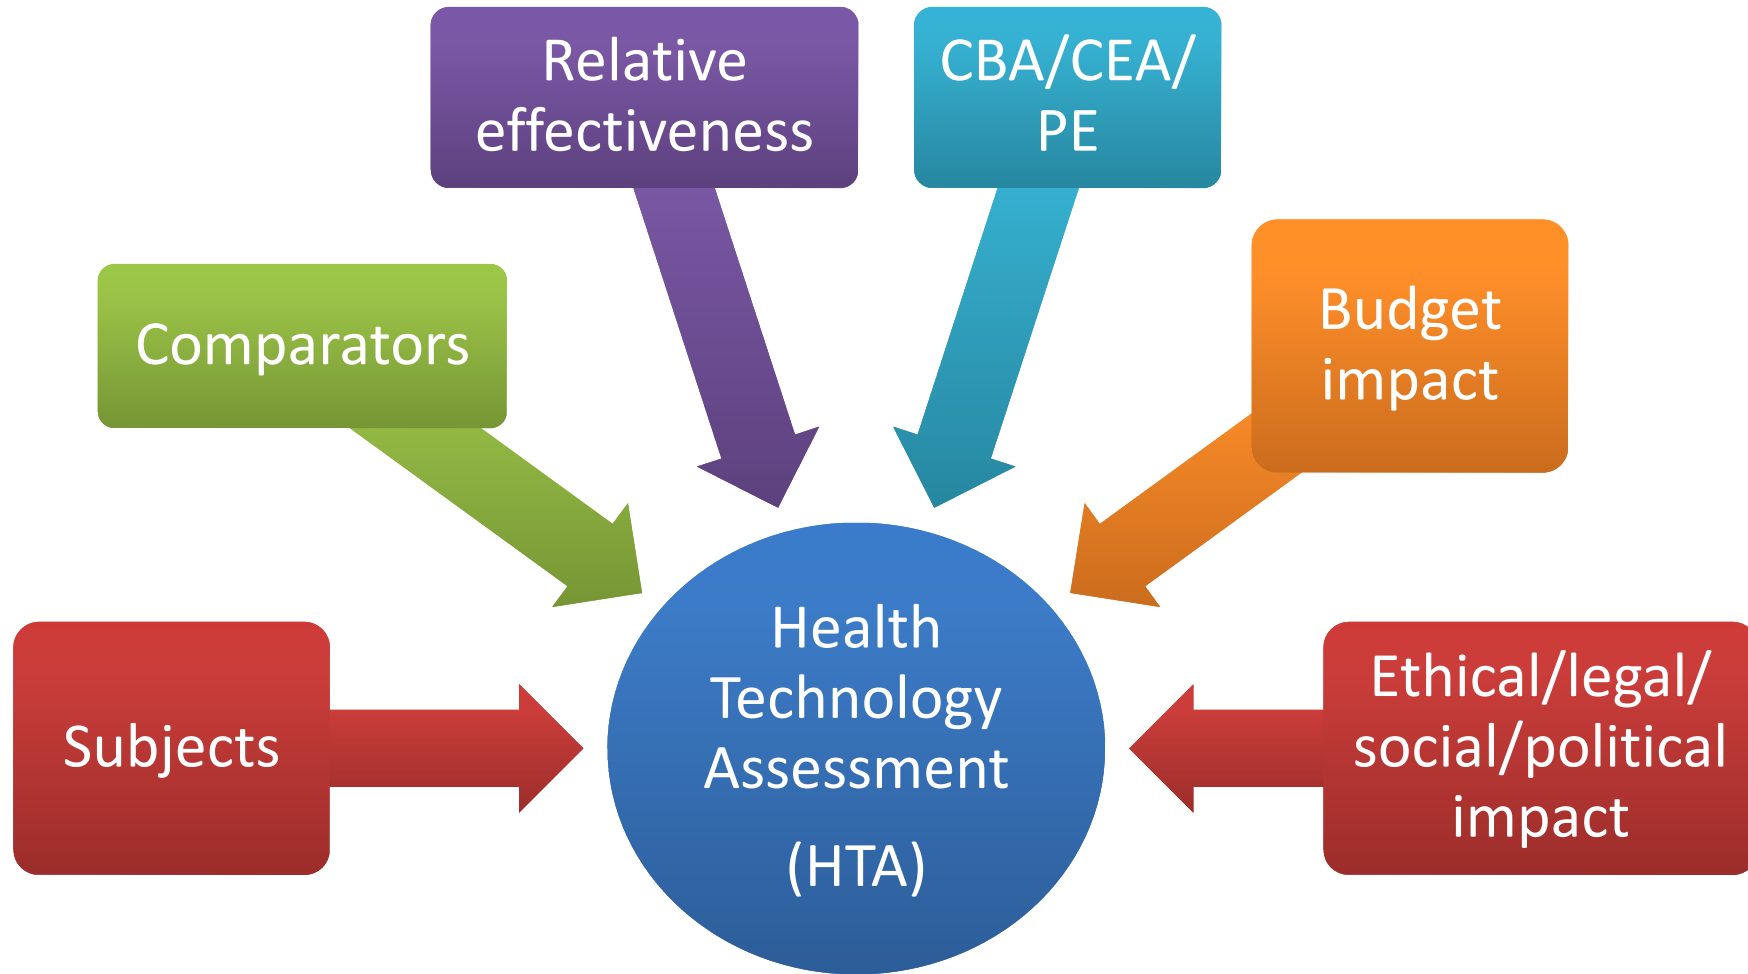 Relative
effectiveness
CBA/CEA/
PE
Comparators
Budget
impact
Subjects
Health
Technology
Assessment
(HTA)
Ethical/legal/
social/political
impact